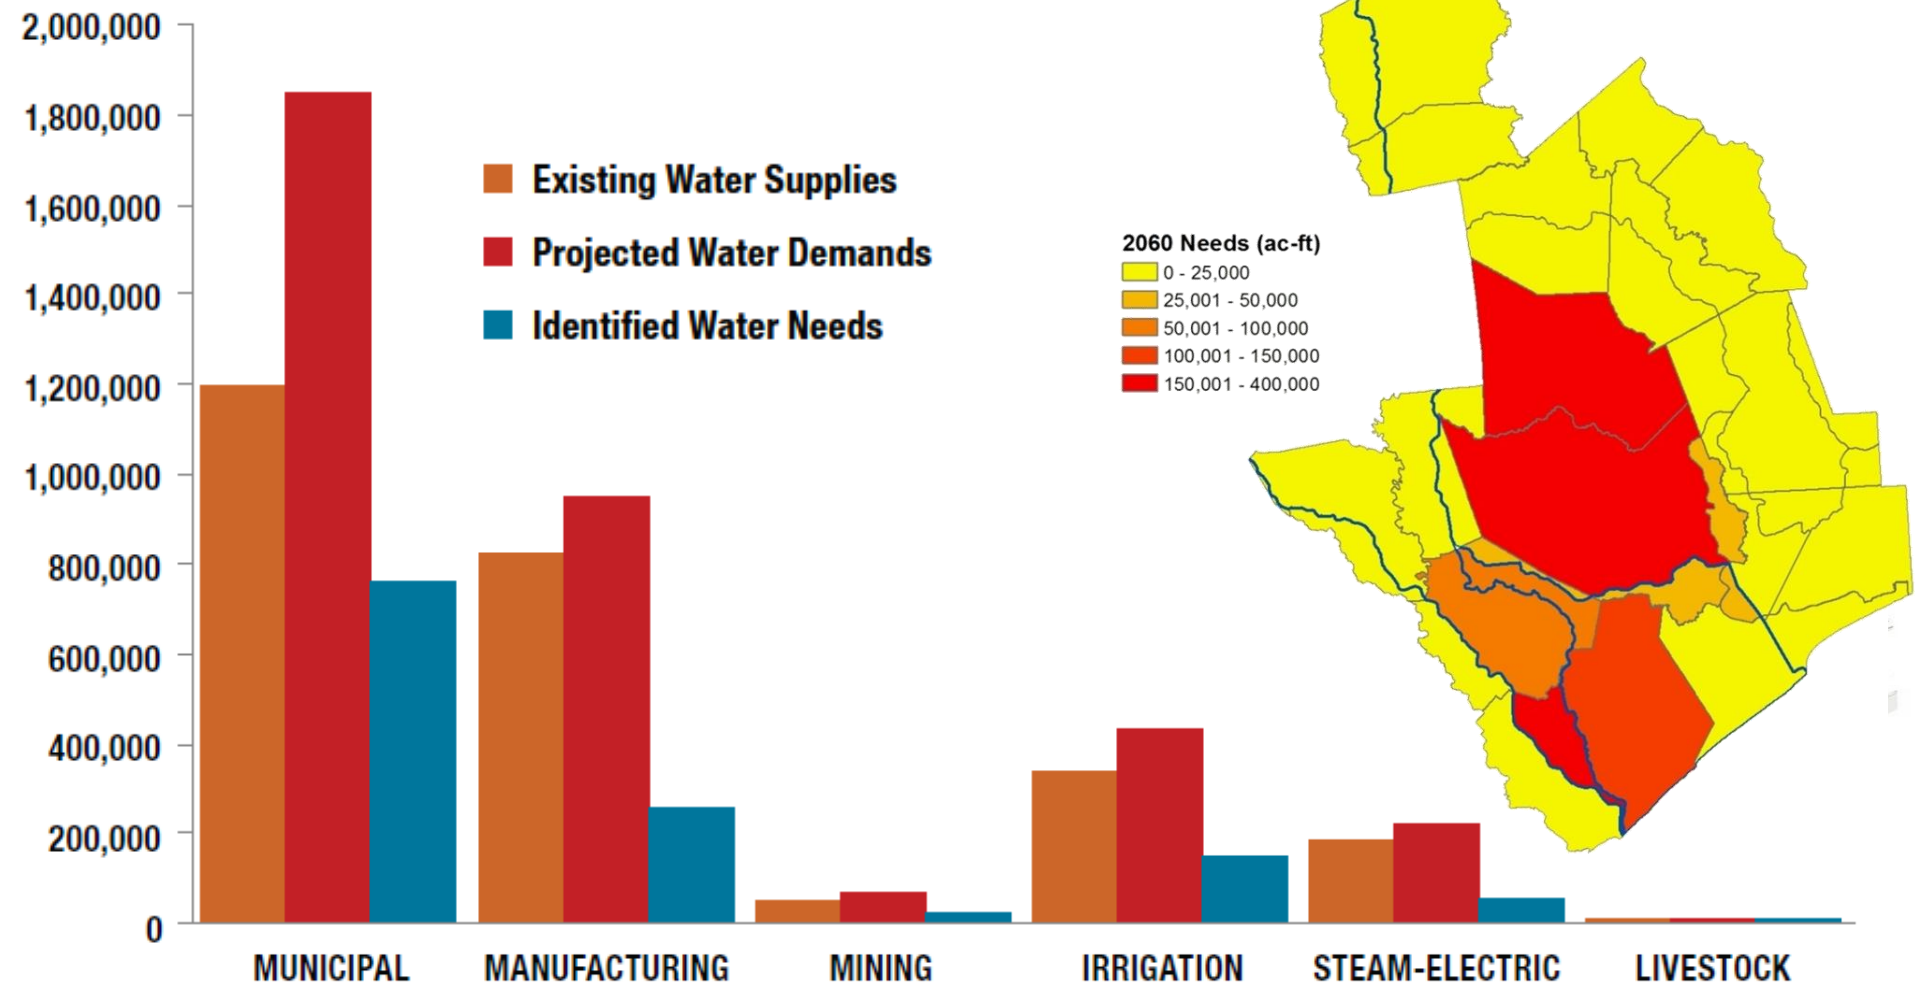 2,000,000
1,800,000
1,600,000
1,400,000
1,200,000
1,000,000
800,000
600,000
400,000
200,000
0
Existing Water Supplies
Projected Water Demands
Identified Water Needs
2060 Needs (ac-ft)
0 - 25,000
25,001 - 50,000
50,001 - 100,000
100,001 - 150,000
150,001 - 400,000
MUNICIPAL MANUFACTURING MINING IRRIGATION STEAM-ELECTRIC LIVESTOCK